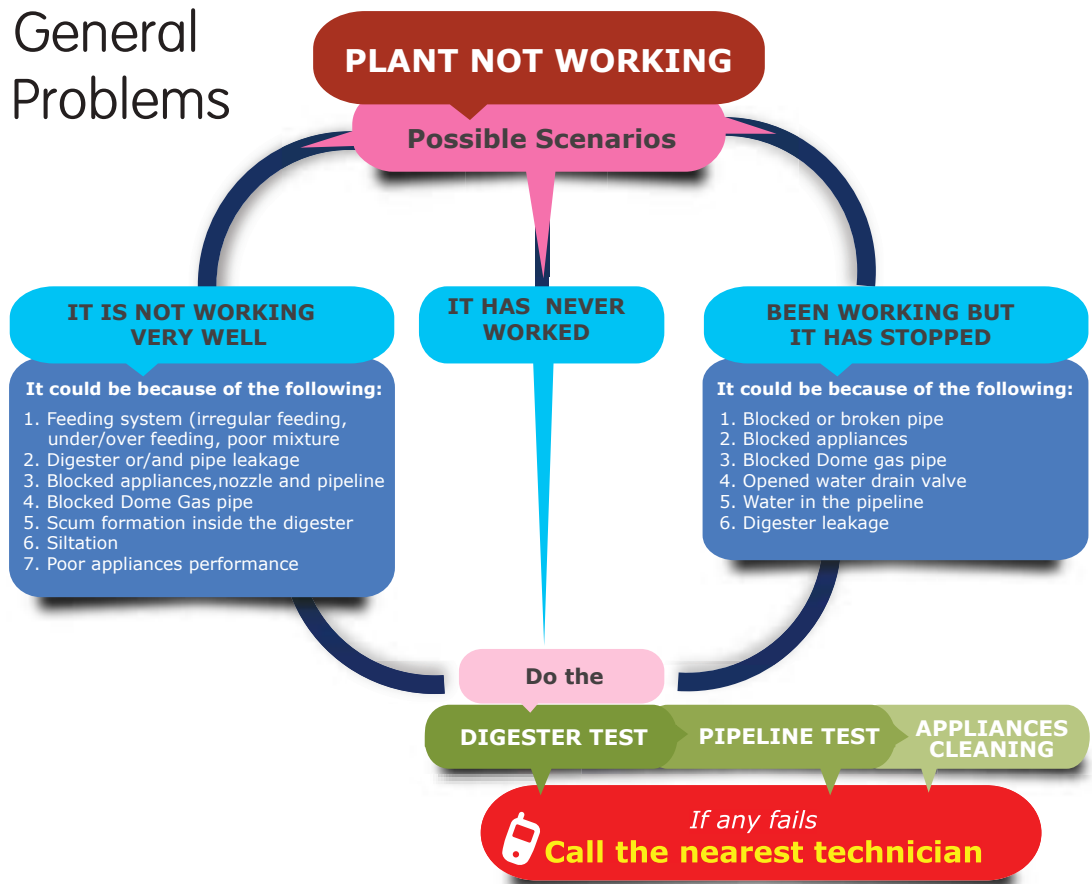 General
Problems
PLANT NOT WORKING
Possible Scenarios
IT IS NOT WORKING
VERY WELL
It could be because of the following:
1. Feeding system (irregular feeding,
under/over feeding, poor mixture
2. Digester or/and pipe leakage
3. Blocked appliances,nozzle and pipeline
4. Blocked Dome Gas pipe
5. Scum formation inside the digester
6. Siltation
7. Poor appliances performance
IT HAS NEVER
WORKED
BEEN WORKING BUT
IT HAS STOPPED
It could be because of the following:
1. Blocked or broken pipe
2. Blocked appliances
3. Blocked Dome gas pipe
4. Opened water drain valve
5. Water in the pipeline
6. Digester leakage
Do the
DIGESTER TEST
PIPELINE TEST
APPLIANCES
CLEANING
If any fails
Call the nearest technician